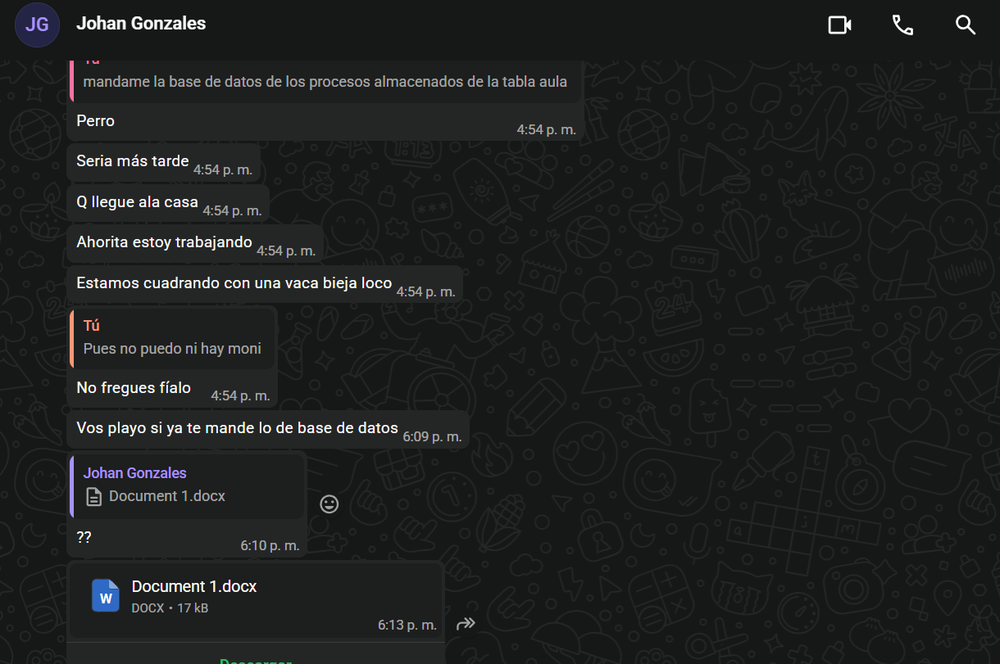 JG
Johan Gonzales
Tú
mandame la base de datos de los procesos almacenados de la tabla aula
Perro
4:54 p. m.
Seria más tarde 4:54 p. m.
Q llegue ala casa 4:54 p. m.
Ahorita estoy trabajando 4:54 p. m.
Estamos cuadrando con una vaca bieja loco 4:54 p. m.
Tú
Pues no puedo ni hay moni
No fregues fíalo 4:54 p. m.
Vos playo si ya te mande lo de base de datos 6:09 p. m.
Johan Gonzales
Document 1.docx
??
6:10 p. m.
W
Document 1.docx
DOCX • 17 kB
6:13 p. m.
Descargar